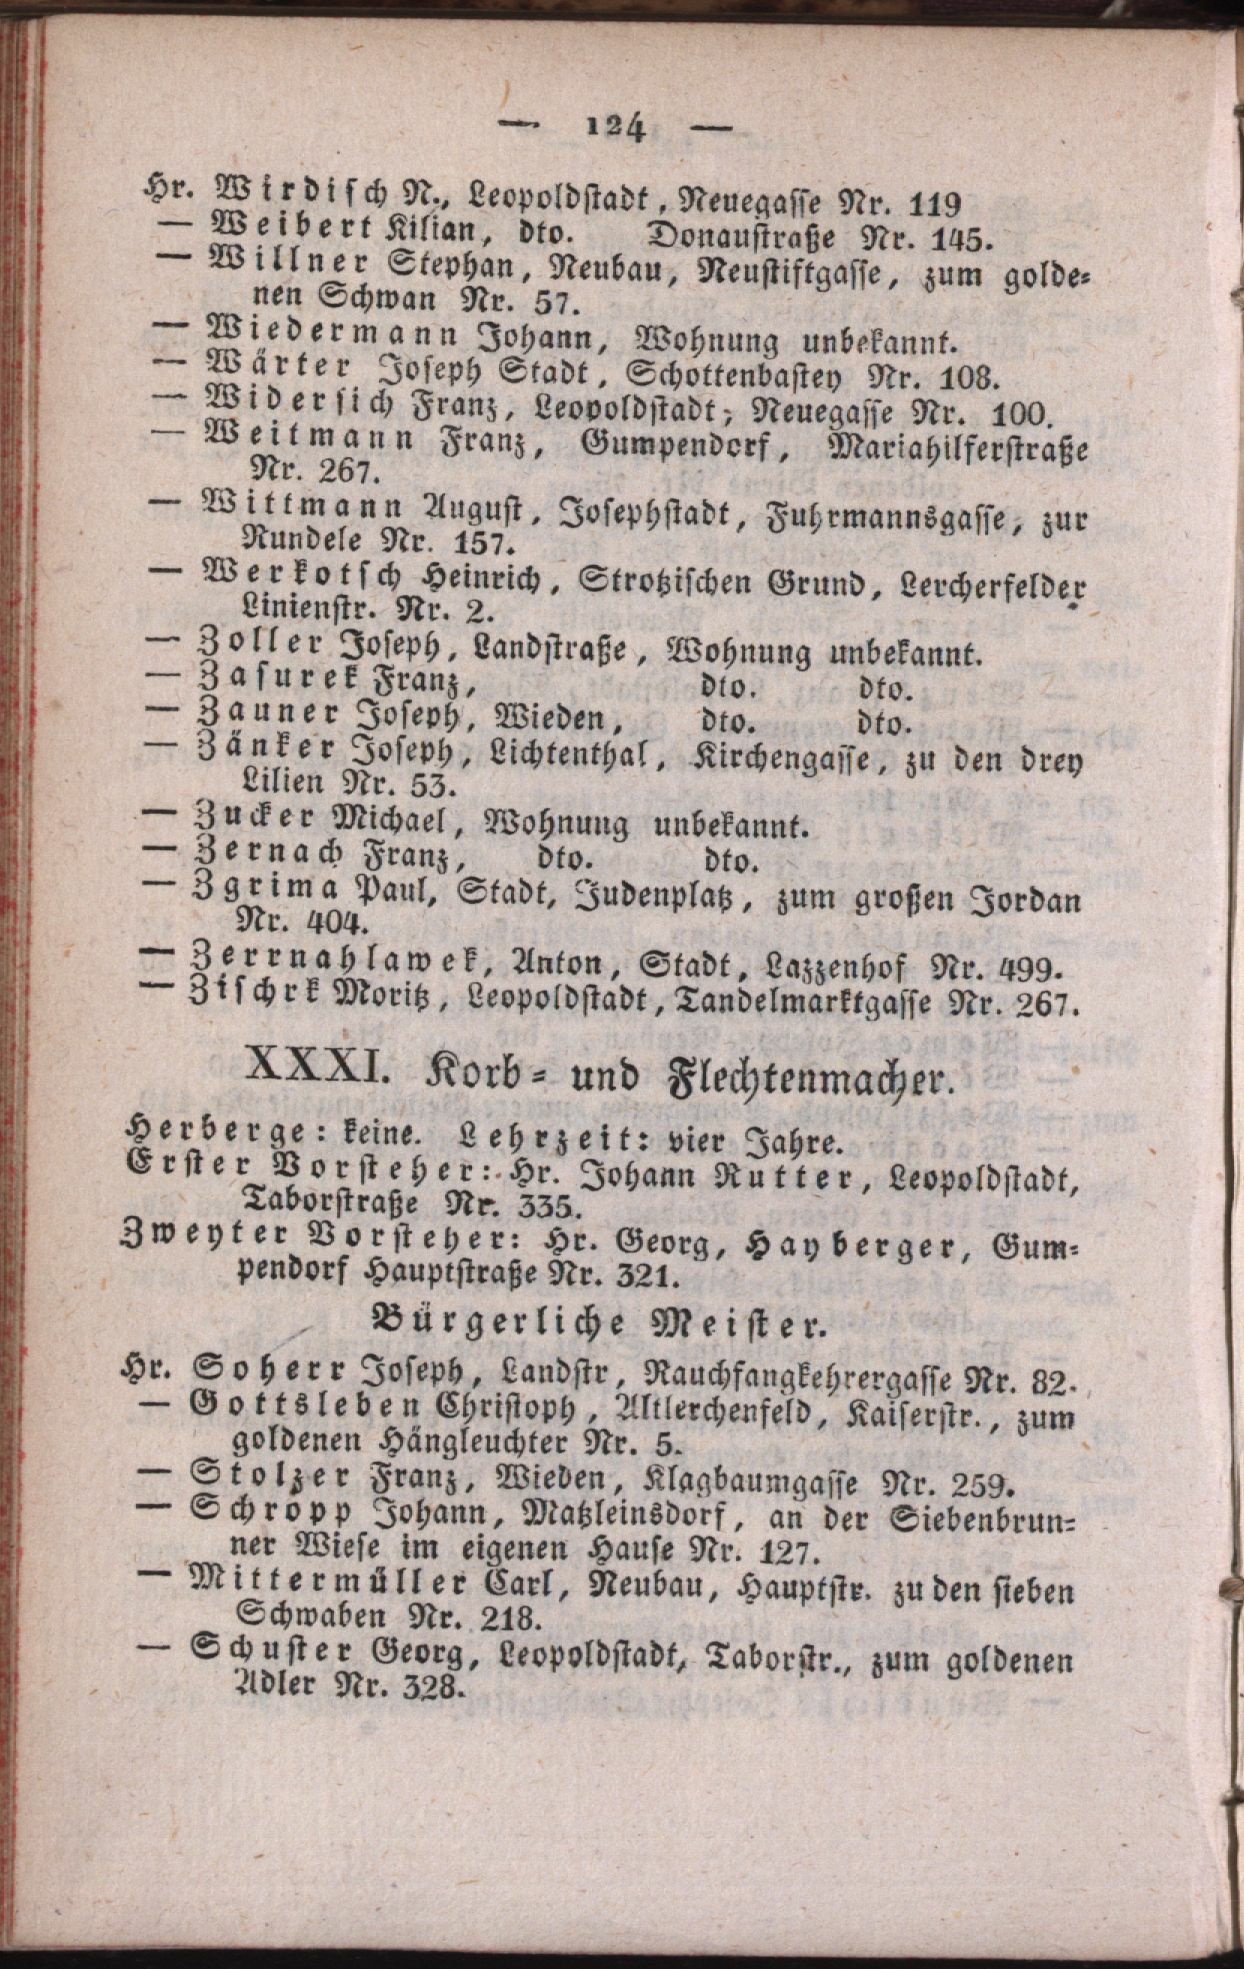 — 124 —
Hr. Wirdisch N., Leopoldstadt, Neuegasse Nr. 119
— Weibert Kilian, dto. Donaustraße Nr. 145.
— Willner Stephan, Neubau, Neustiftgasse, zum golde-
nen Schwan Nr. 57.
— Wiedermann Johann, Wohnung unbekannt.
— Wärter Joseph Stadt, Schottenbastey Nr. 108.
— Widersich Franz, Leopoldstadt, Neuegasse Nr. 100.
— Weitmann Franz, Gumpendorf, Mariahilferstraße
Nr. 267.
— Wittmann August, Josephstadt, Fuhrmannsgasse, zur
Rundele Nr. 157.
— Werkotsch Heinrich, Strotzischen Grund, Lercherfelder
Linienstr. Nr. 2.
— Zoller Joseph, Landstraße, Wohnung unbekannt.
— Zasurek Franz, dto. dto.
— Zauner Joseph, Wieden, dto. dto.
— Zänker Joseph, Lichtenthal, Kirchengasse, zu den drey
Lilien Nr. 53.
— Zucker Michael, Wohnung unbekannt.
— Zernach Franz, dto. dto.
— Zgrima Paul, Stadt, Judenplatz, zum großen Jordan
Nr. 404.
— Zerrnahlawek, Anton, Stadt, Lazzenhof Nr. 499.
— Zischrk Moritz, Leopoldstadt, Tandelmarktgasse Nr. 267.
XXXI. Korb- und Flechtenmacher.
Herberge: keine. Lehrzeit: vier Jahre.
Erster Vorsteher: Hr. Johann Rutter, Leopoldstadt,
Taborstraße Nr. 335.
Zweyter Vorsteher: Hr. Georg, Hayberger, Gum-
pendorf Hauptstraße Nr. 321.
Bürgerliche Meister.
Hr. Soherr Joseph, Landstr, Rauchfangkehrergasse Nr. 82.
— Gottsleben Christoph, Altlerchenfeld, Kaiserstr., zum
goldenen Hängleuchter Nr. 5.
— Stolzer Franz, Wieden, Klagbaumgasse Nr. 259.
— Schropp Johann, Matzleinsdorf, an der Siebenbrun-
ner Wiese im eigenen Hause Nr. 127.
— Mittermüller Carl, Neubau, Hauptstr. zu den sieben
Schwaben Nr. 218.
— Schuster Georg, Leopoldstadt, Taborstr., zum goldenen
Adler Nr. 328.